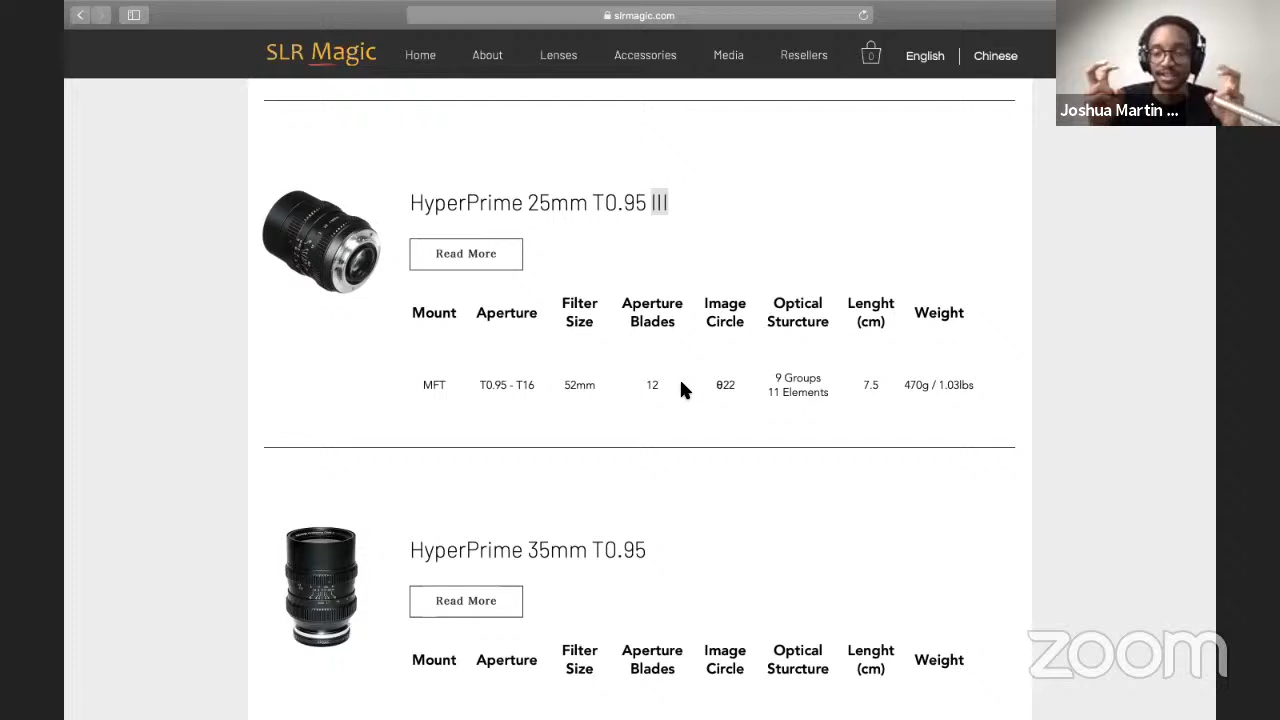 slrmagic.com
SLR Magic
Home
About
Lenses
Accessories
Media
Resellers
0
English
Chinese
Joshua Martin ...
HyperPrime 25mm T0.95 III
Read More
Mount
Aperture
Filter
Size
Aperture
Blades
Image
Circle
Optical
Sturcture
Lenght
(cm)
Weight
MFT
T0.95 - T16
52mm
12
θ22
9 Groups
11 Elements
7.5
470g / 1.03lbs
HyperPrime 35mm T0.95
Read More
Mount
Aperture
Filter
Size
Aperture
Blades
Image
Circle
Optical
Sturcture
Lenght
(cm)
Weight
zoom